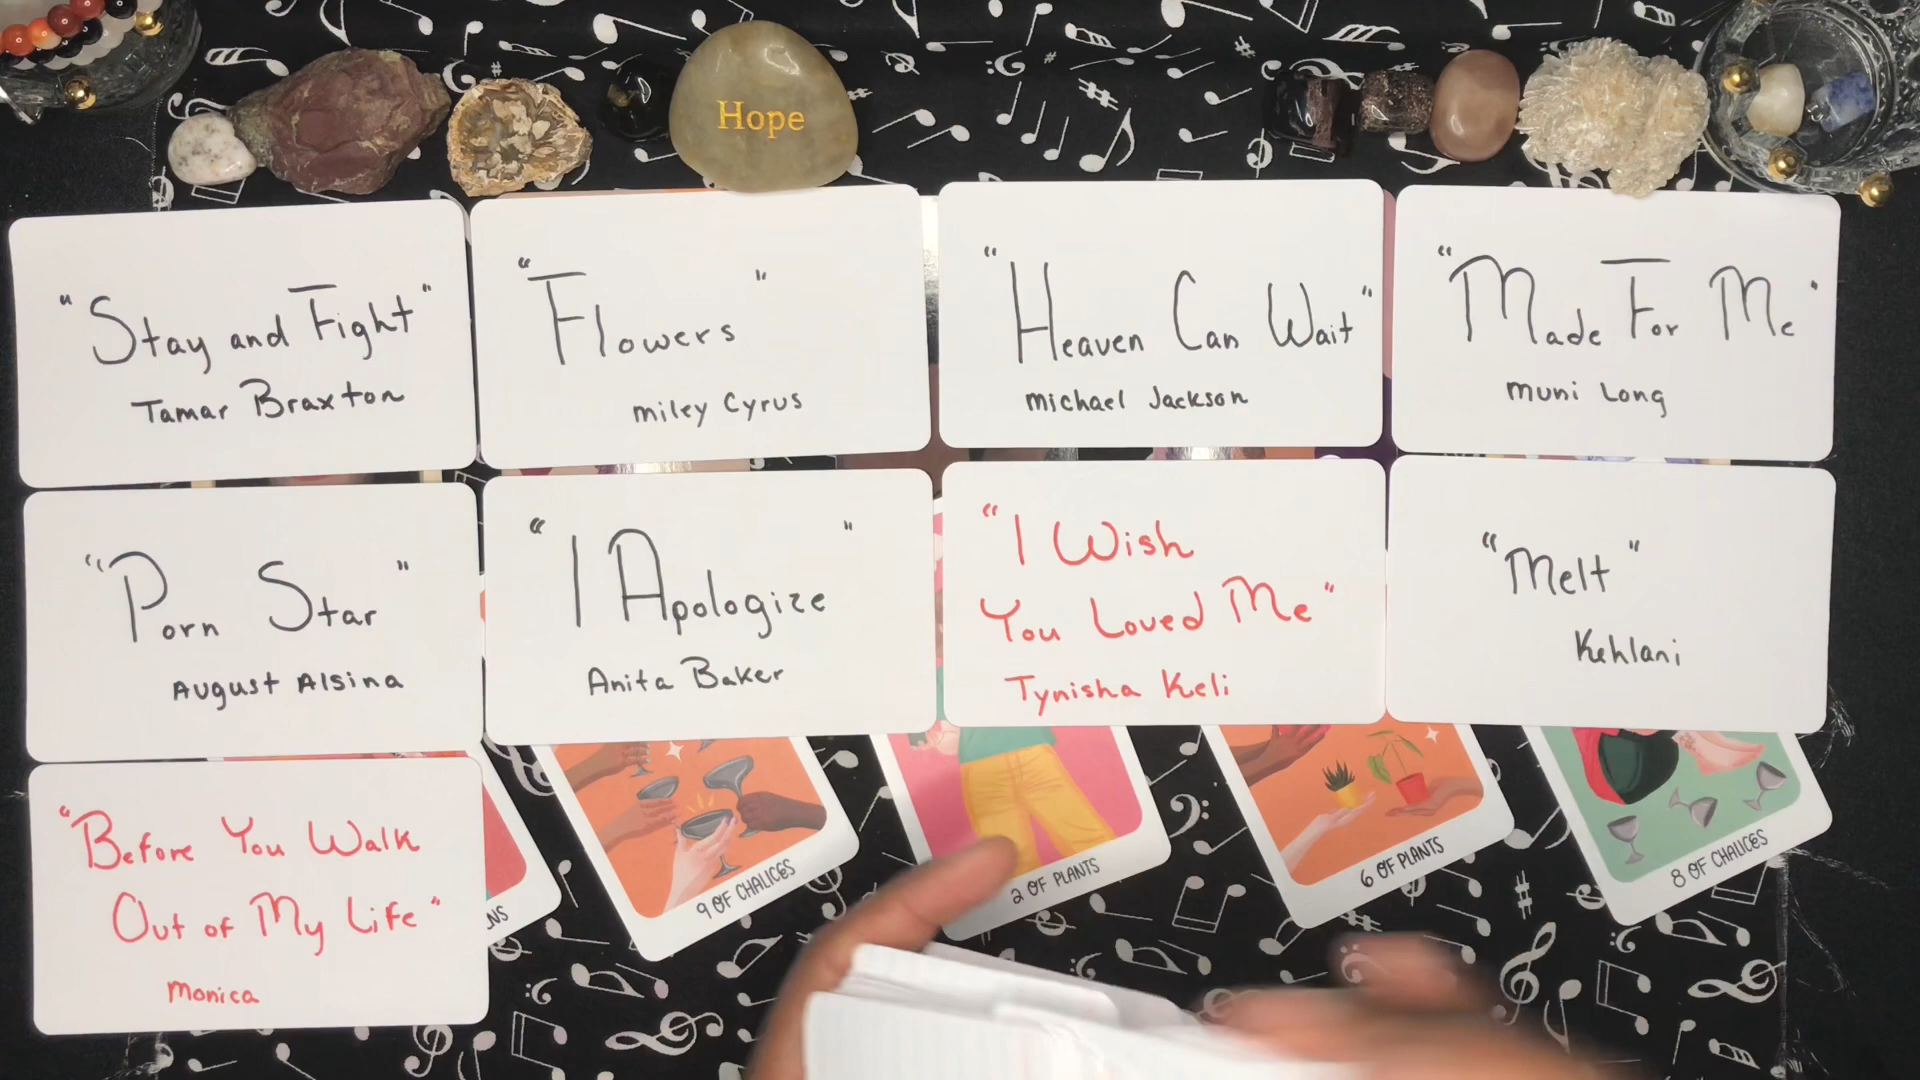 Hope
"Stay and Fight"
Tamar Braxton
"Flowers"
Miley Cyrus
"Heaven Can Wait"
Michael Jackson
"Made For Me"
Muni Long
"Porn Star"
August Alsina
"I Apologize"
Anita Baker
"I Wish
You Loved Me"
Tynisha Keli
"Melt"
Kehlani
"Before You Walk
Out of My Life"
Monica
9 OF CHALICES
2 OF PLANTS
6 OF PLANTS
8 OF CHALICES